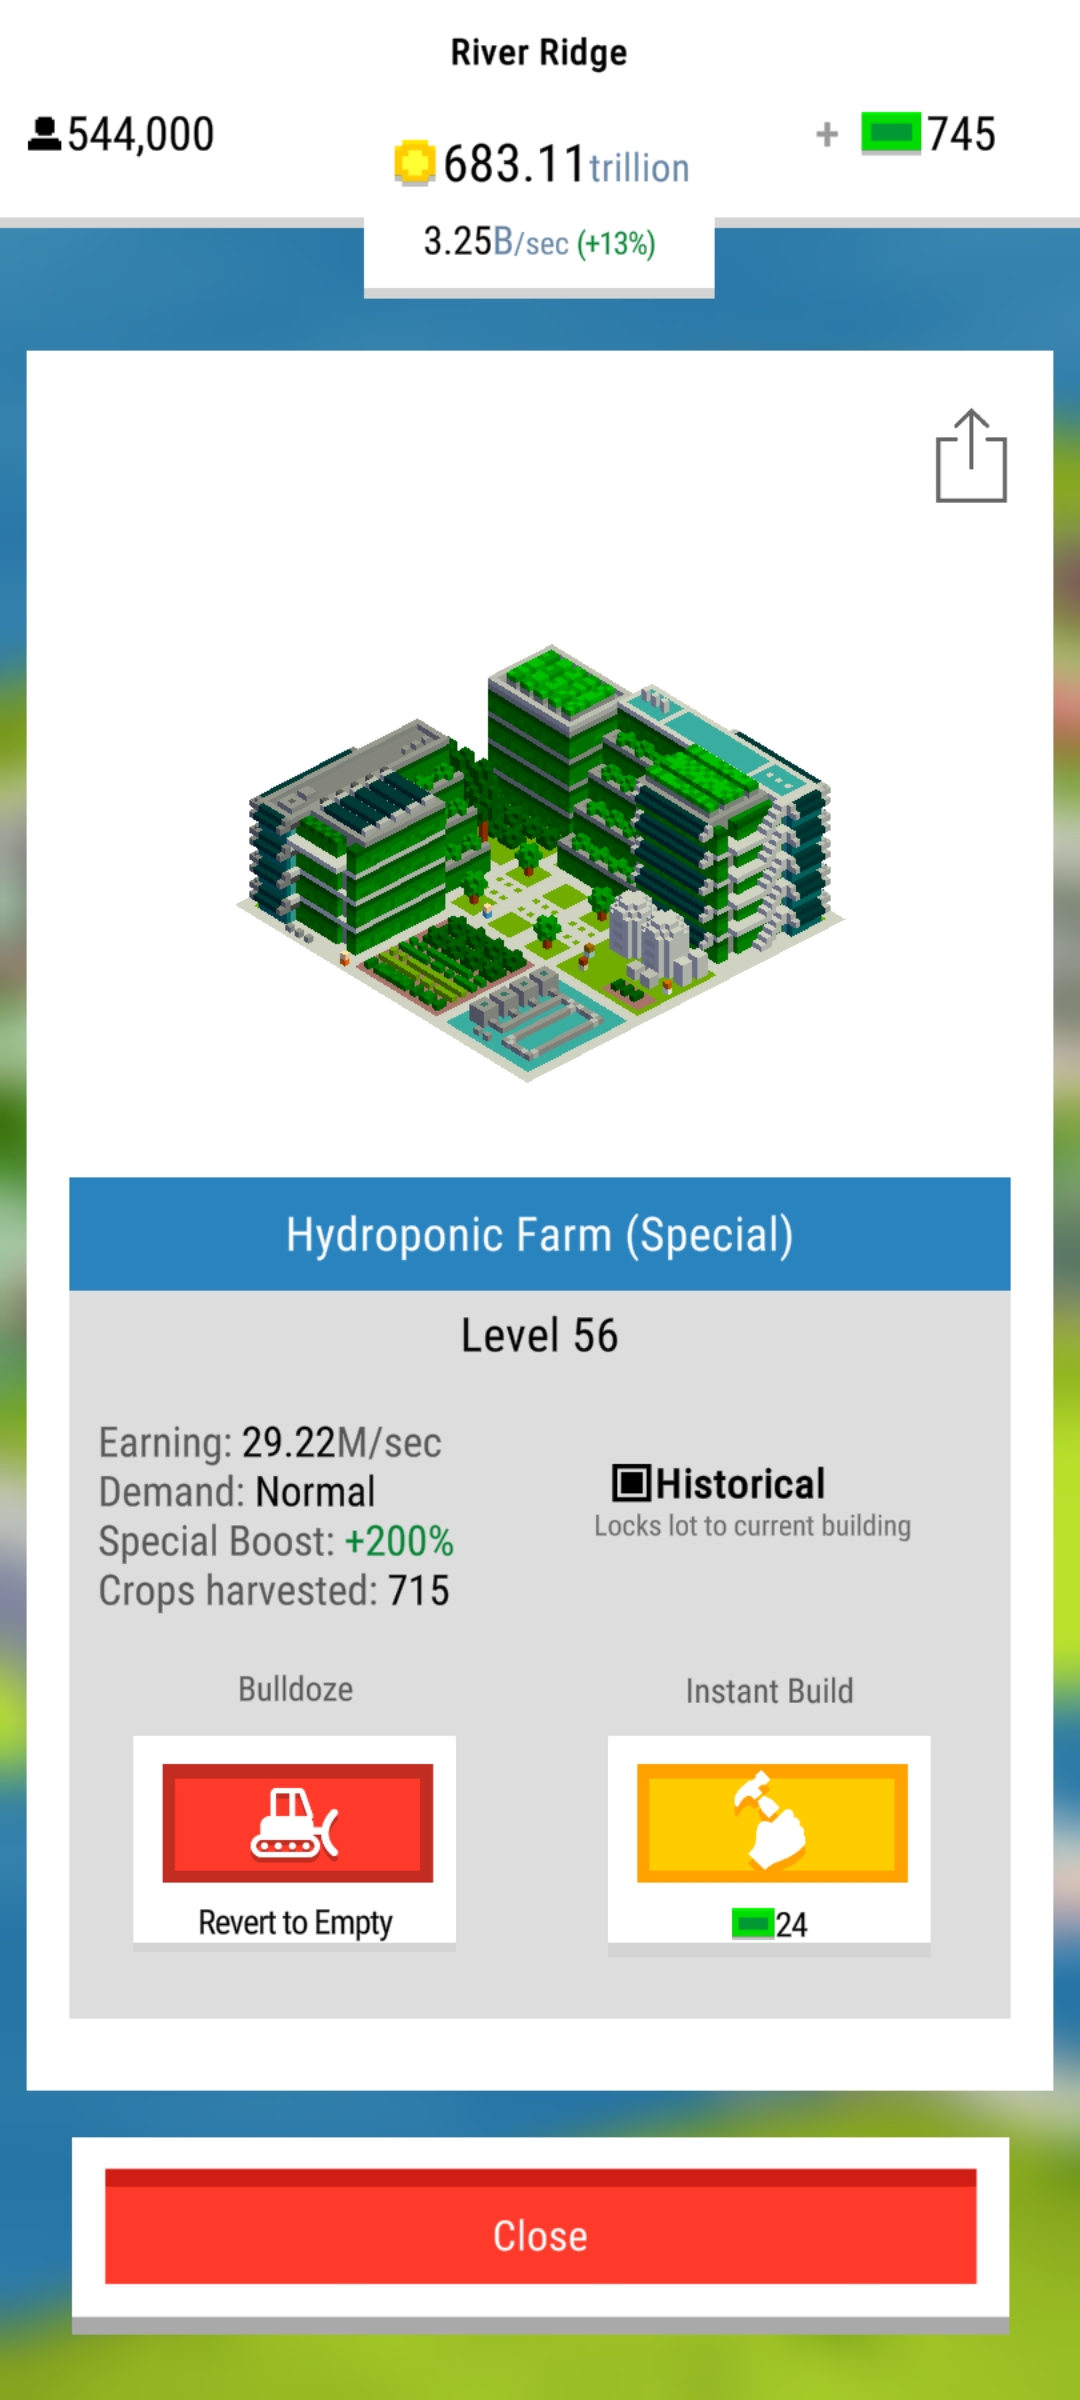 River Ridge
544,000
683.11trillion
+ 745
3.25B/sec (+13%)
Hydroponic Farm (Special)
Level 56
Earning: 29.22M/sec
Demand: Normal
Special Boost: +200%
Crops harvested: 715
Historical
Locks lot to current building
Bulldoze
Instant Build
Revert to Empty
24
Close